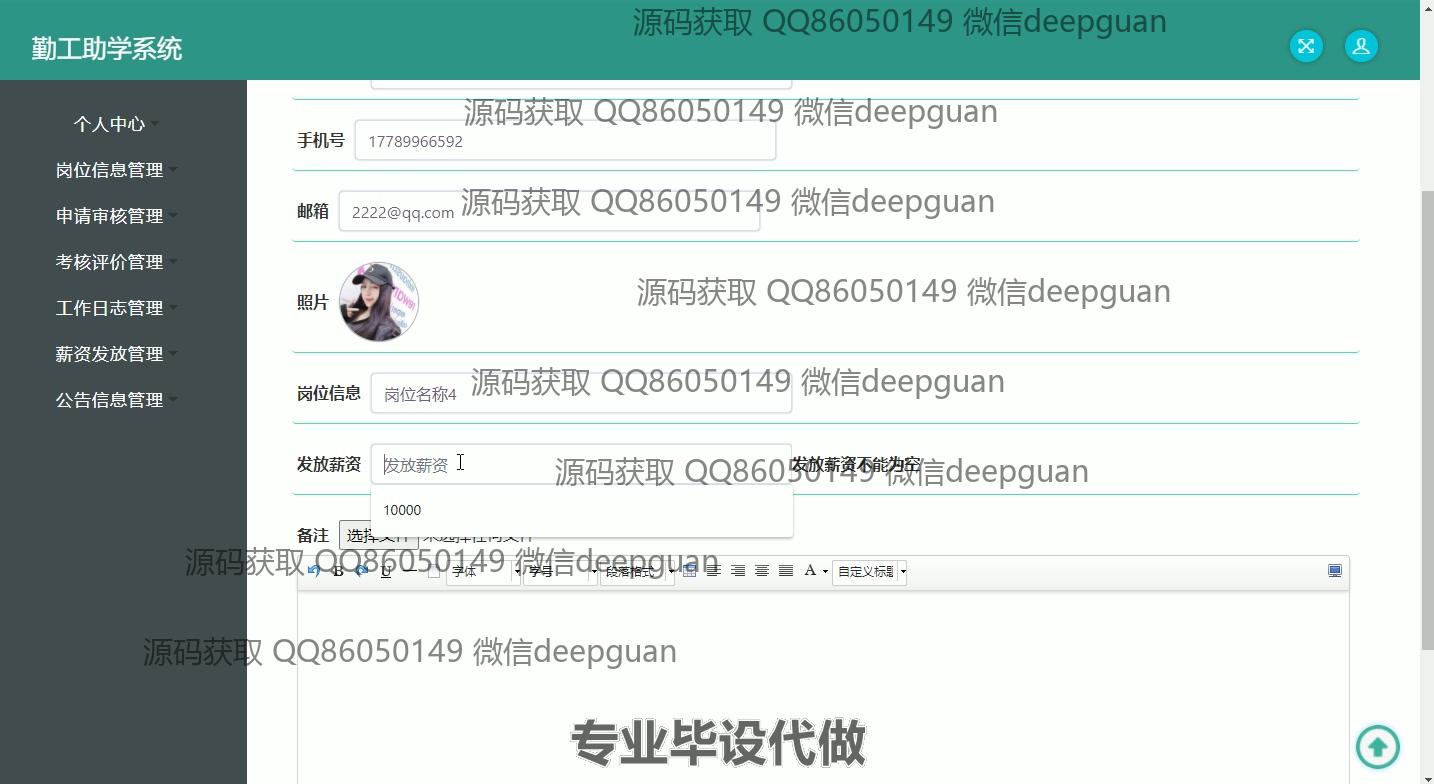 源码获取 QQ86050149 微信deepguan
勤工助学系统
个人中心
岗位信息管理
申请审核管理
考核评价管理
工作日志管理
薪资发放管理
公告信息管理
源码获取 QQ86050149 微信deepguan
手机号 17789966592
邮箱 2222@qq.com
源码获取 QQ86050149 微信deepguan
照片
源码获取 QQ86050149 微信deepguan
岗位信息 岗位名称4
源码获取 QQ86050149 微信deepguan
发放薪资 发放薪资 发放薪资不能为空
源码获取 QQ86050149 微信deepguan
10000
备注 选择文件 未选择任何文件
源码获取 QQ86050149 微信deepguan
B U 字体 字号 段落格式 A 自定义标题
源码获取 QQ86050149 微信deepguan
专业毕设代做